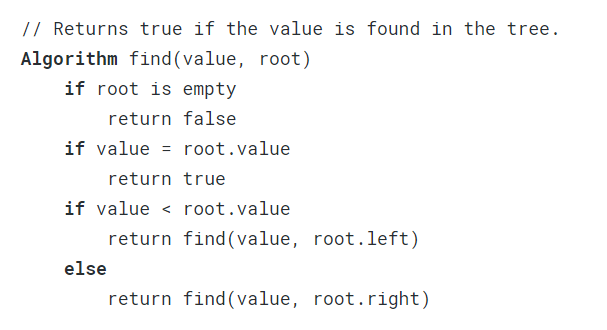 // Returns true if the value is found in the tree.
Algorithm find(value, root)
    if root is empty
        return false
    if value = root.value
        return true
    if value < root.value
        return find(value, root.left)
    else
        return find(value, root.right)